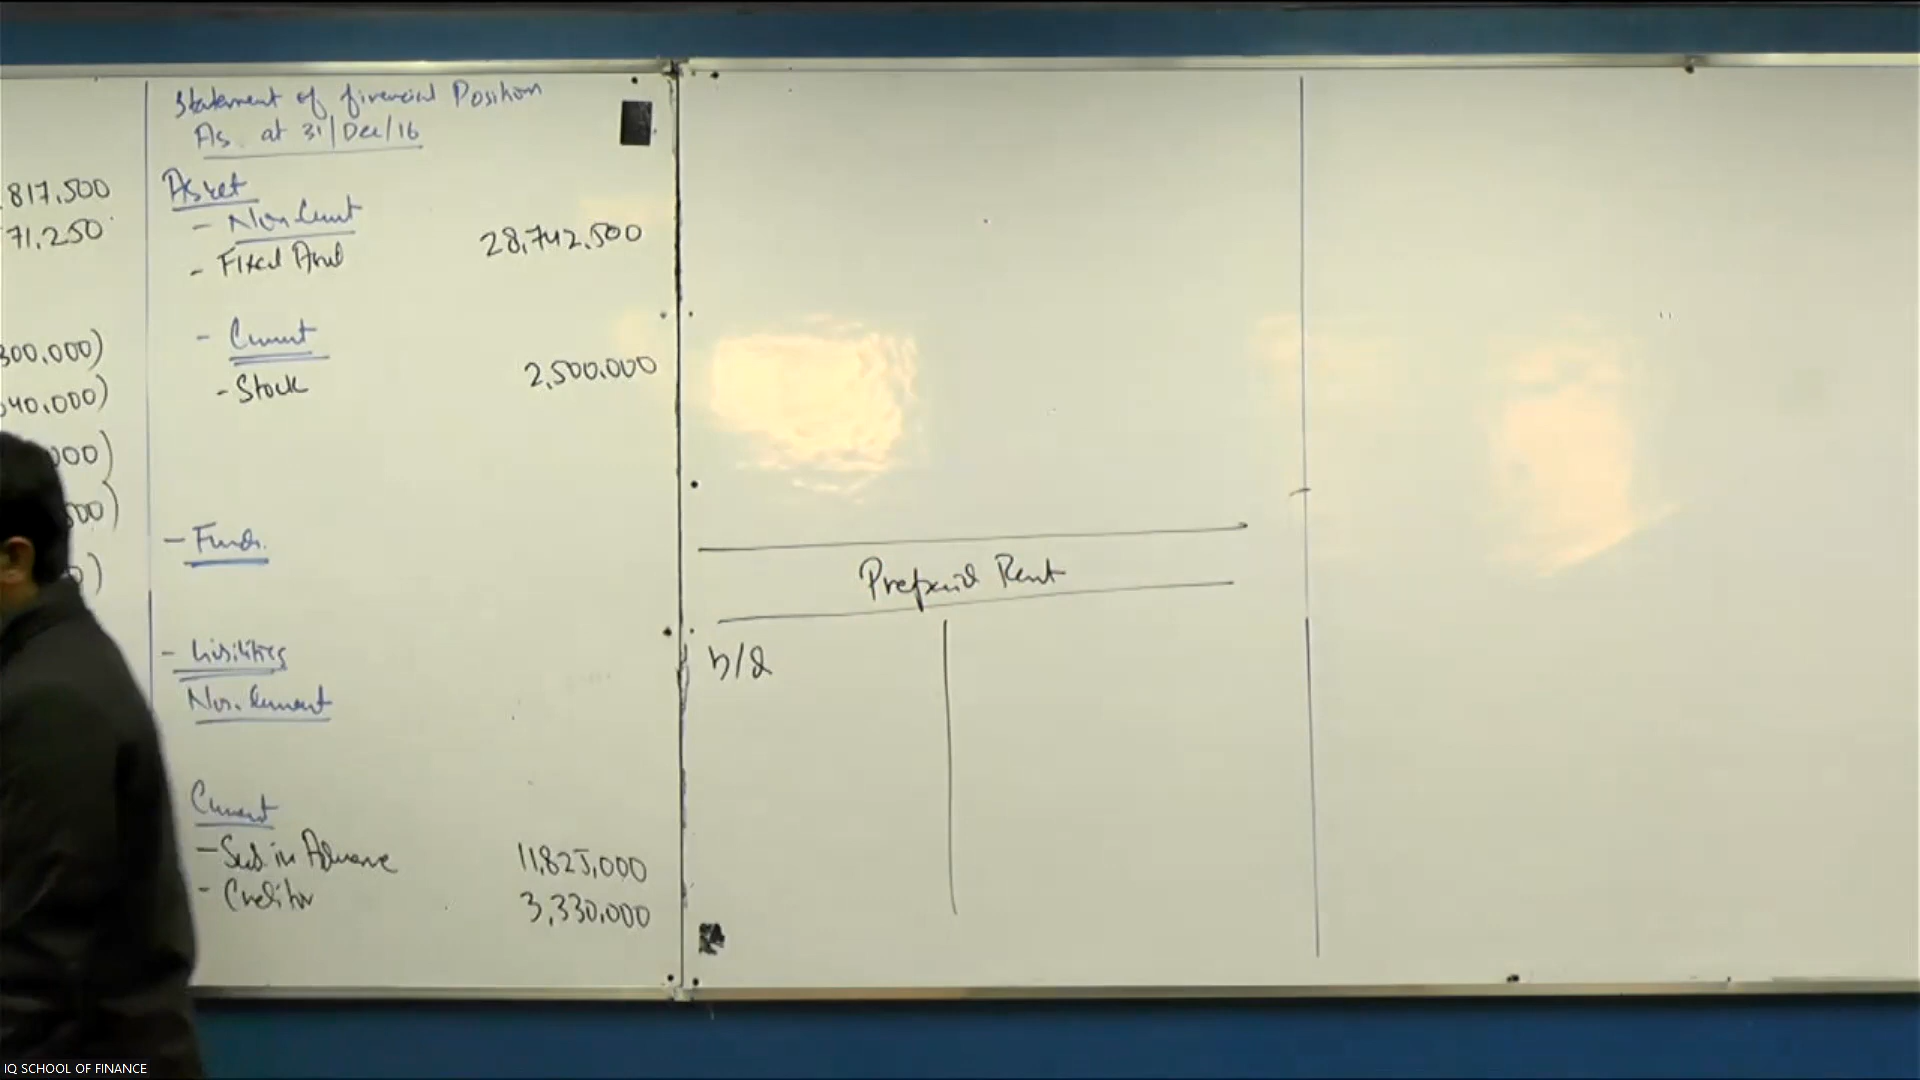 817,500
71,250
300,000)
40,000)
000)
500)
)
Statement of financial Position
As at 31/Dec/16
Asset
- Non Current
- Fixed Asset 28,742,500
- Current
- Stock 2,500,000
- Funds.
- Liabilities
Non. Current
Current
- Sub in Advance 11,825,000
- Creditor 3,330,000
Prepaid Rent
b/d
IQ SCHOOL OF FINANCE